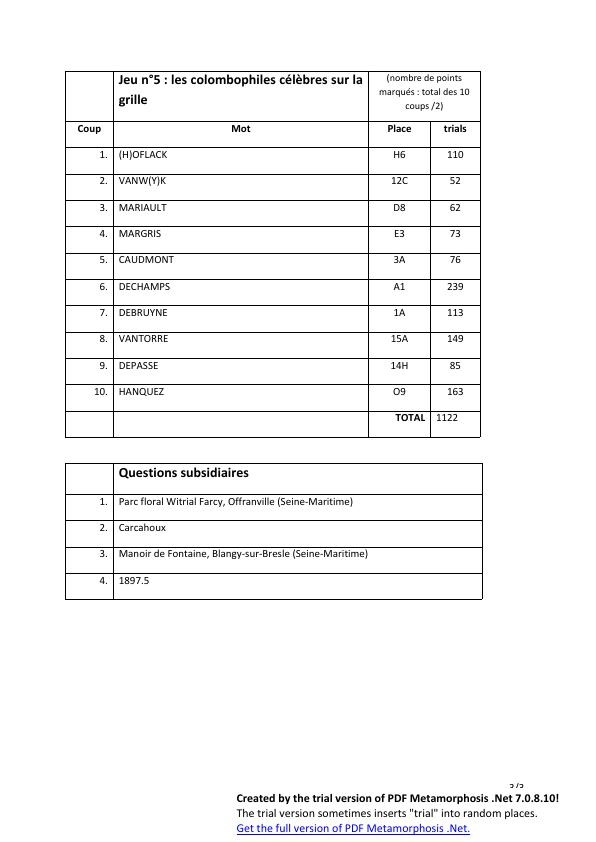 Jeu n°5 : les colombophiles célèbres sur la grille (nombre de points marqués : total des 10 coups /2)
Coup Mot Place trials
1. (H)OFLACK H6 110
2. VANW(Y)K 12C 52
3. MARIAULT D8 62
4. MARGRIS E3 73
5. CAUDMONT 3A 76
6. DECHAMPS A1 239
7. DEBRUYNE 1A 113
8. VANTORRE 15A 149
9. DEPASSE 14H 85
10. HANQUEZ O9 163
TOTAL 1122
Questions subsidiaires
1. Parc floral Witrial Farcy, Offranville (Seine-Maritime)
2. Carcahoux
3. Manoir de Fontaine, Blangy-sur-Bresle (Seine-Maritime)
4. 1897.5
Created by the trial version of PDF Metamorphosis .Net 7.0.8.10!
The trial version sometimes inserts "trial" into random places.
Get the full version of PDF Metamorphosis .Net.